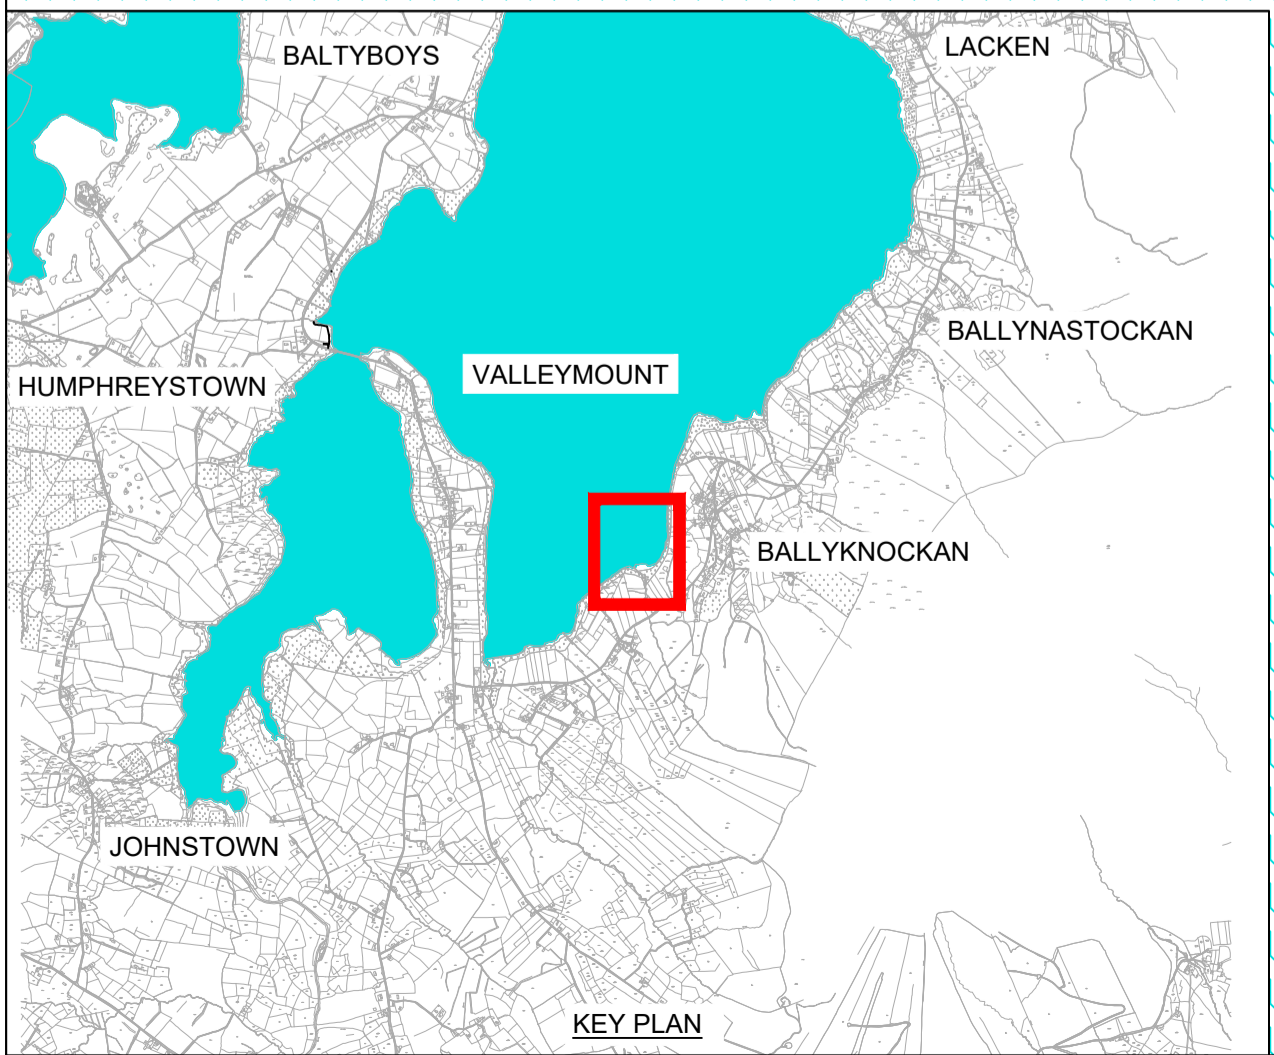 BALTYBOYS
LACKEN
BALLYNASTOCKAN
HUMPHREYSTOWN
VALLEYMOUNT
BALLYKNOCKAN
JOHNSTOWN
KEY PLAN